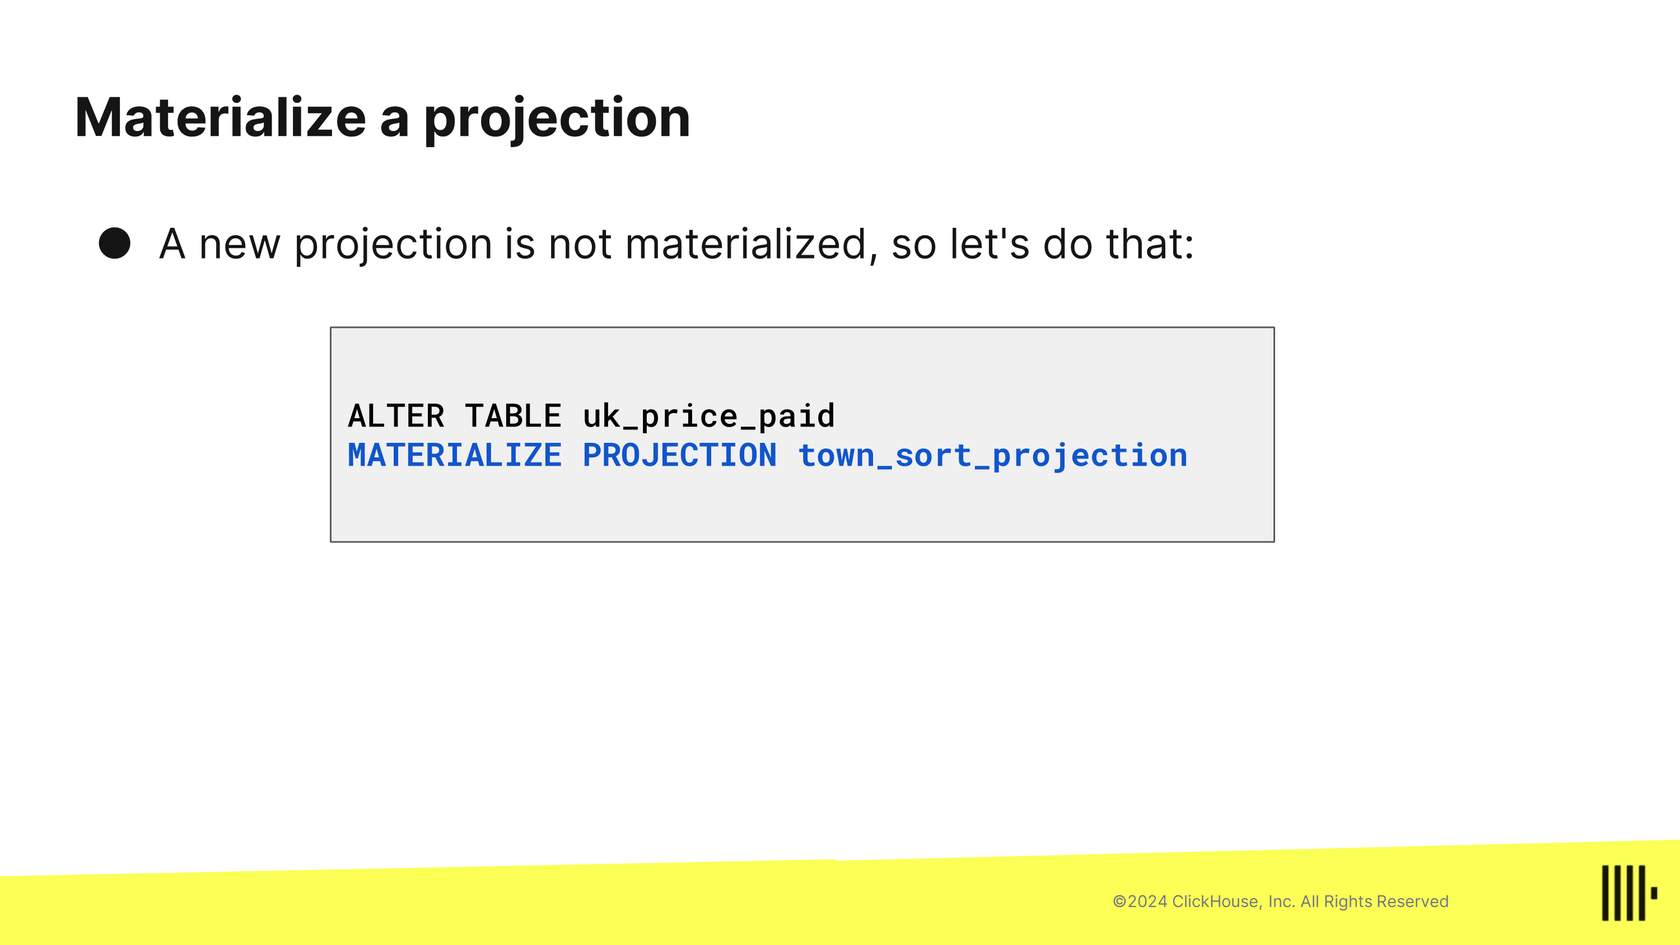 Materialize a projection
● A new projection is not materialized, so let's do that:
ALTER TABLE uk_price_paid
MATERIALIZE PROJECTION town_sort_projection
©2024 ClickHouse, Inc. All Rights Reserved